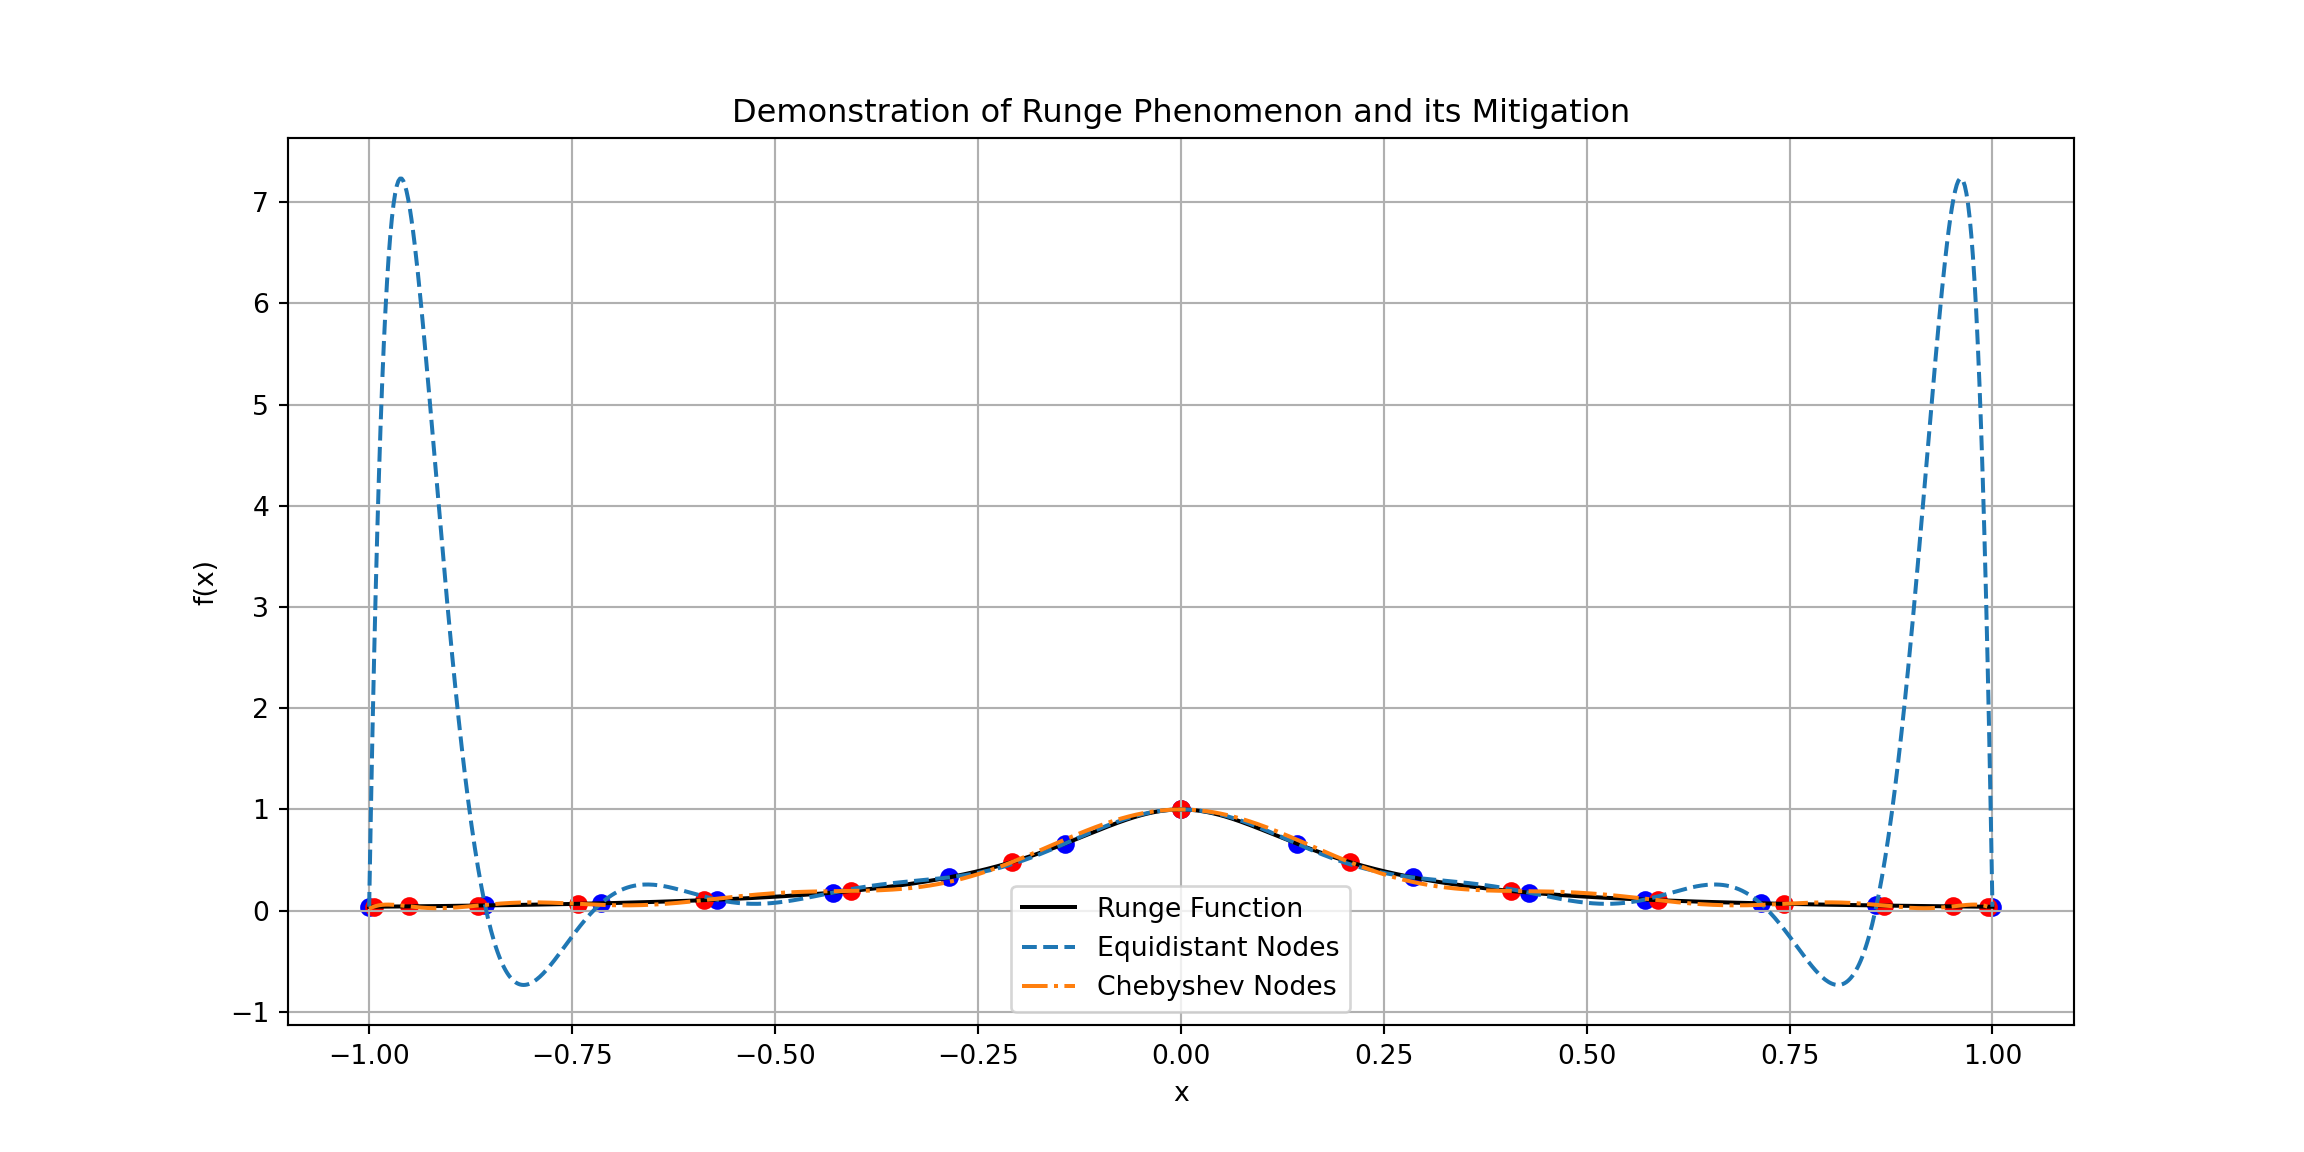 Demonstration of Runge Phenomenon and its Mitigation
7
6
5
4
3
2
1
0
−1
f(x)
Runge Function
Equidistant Nodes
Chebyshev Nodes
−1.00 −0.75 −0.50 −0.25 0.00 0.25 0.50 0.75 1.00
x